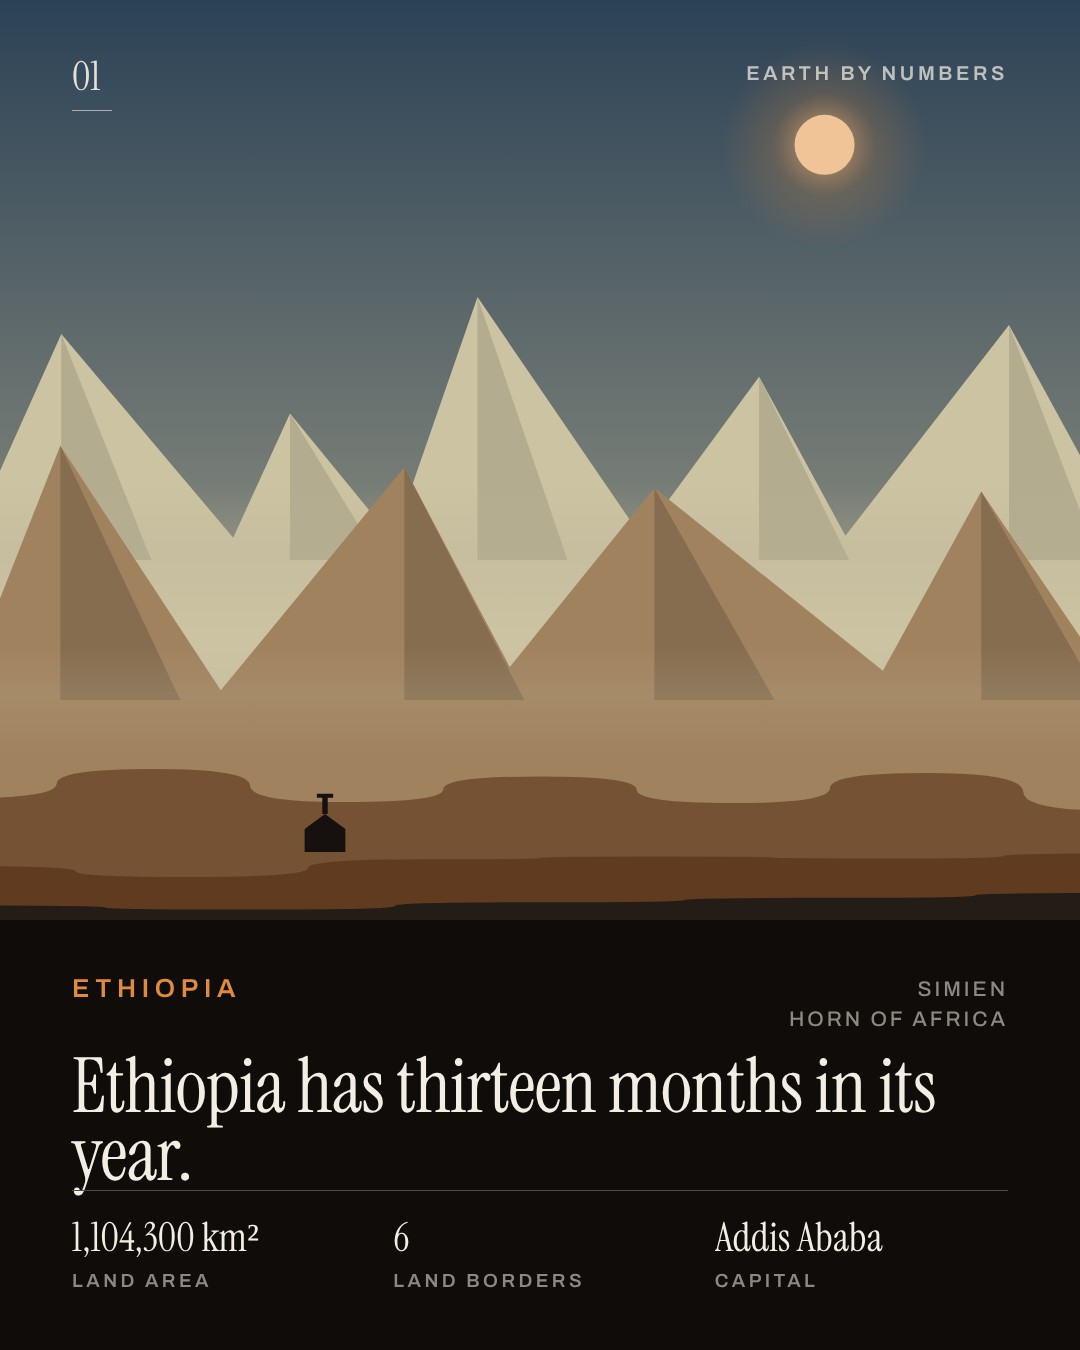 01
EARTH BY NUMBERS
ETHIOPIA
SIMIEN
HORN OF AFRICA
Ethiopia has thirteen months in its
year.
1,104,300 km²
LAND AREA
6
LAND BORDERS
Addis Ababa
CAPITAL